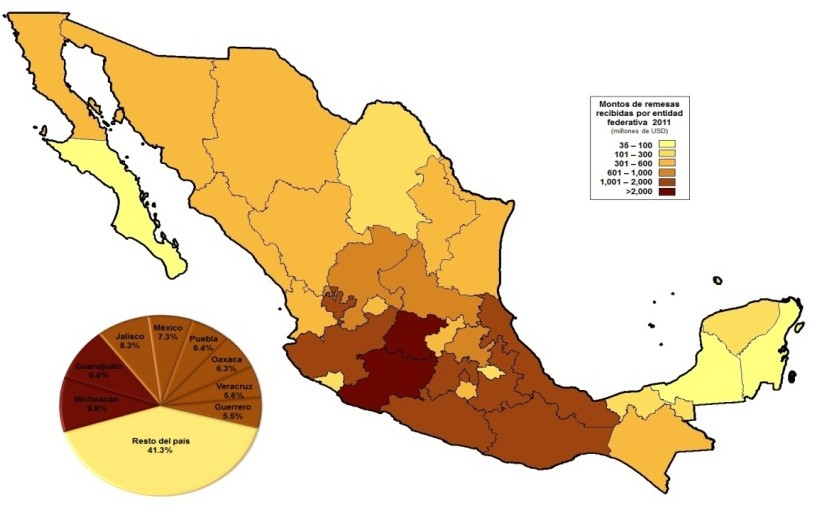 Montos de remesas
recibidas por entidad
federativa 2011
(millones de USD)
35 – 100
101 – 300
301 – 600
601 – 1,000
1,001 – 2,000
>2,000
México
7.3%
Jalisco
8.3%
Puebla
6.4%
Oaxaca
6.3%
Guanajuato
9.4%
Veracruz
5.6%
Michoacán
9.8%
Guerrero
5.5%
Resto del país
41.3%